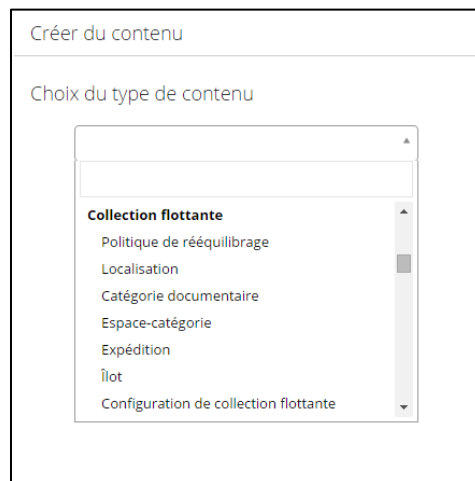 Créer du contenu
Choix du type de contenu
Collection flottante
Politique de rééquilibrage
Localisation
Catégorie documentaire
Espace-catégorie
Expédition
Îlot
Configuration de collection flottante